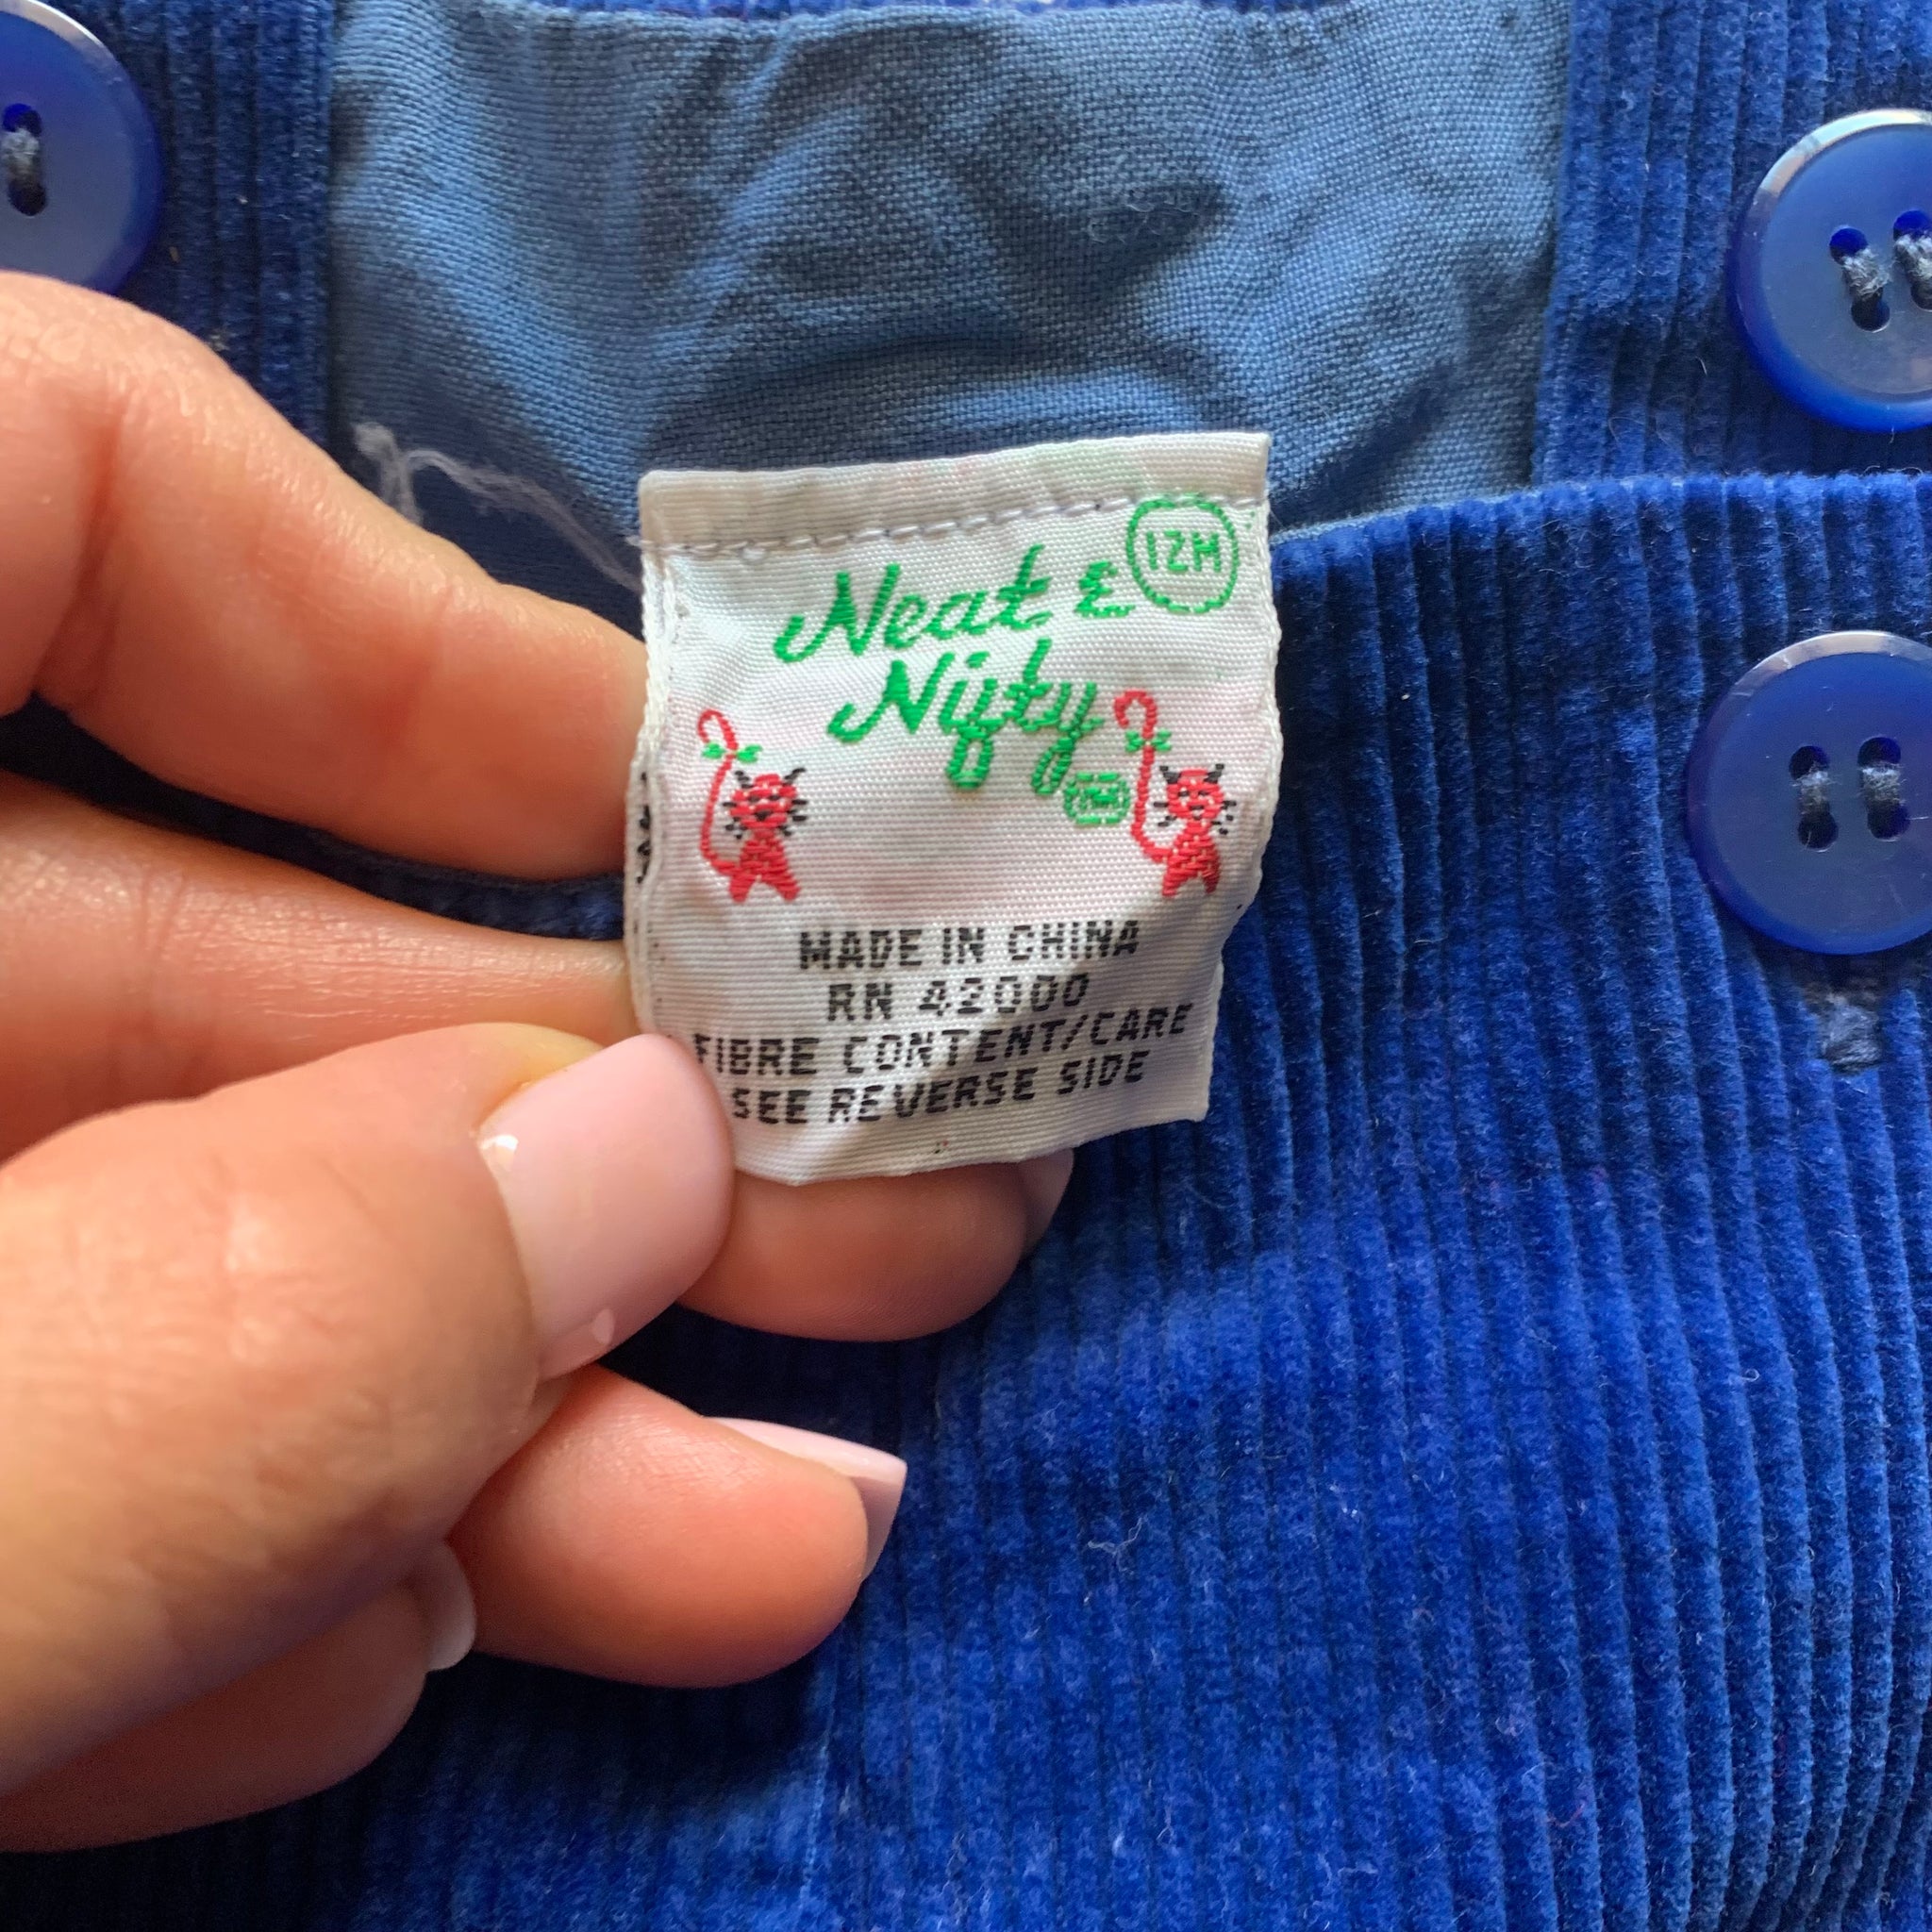 Neat &
12M
Nifty
TM
MADE IN CHINA
RN 42000
FIBRE CONTENT/CARE
SEE REVERSE SIDE